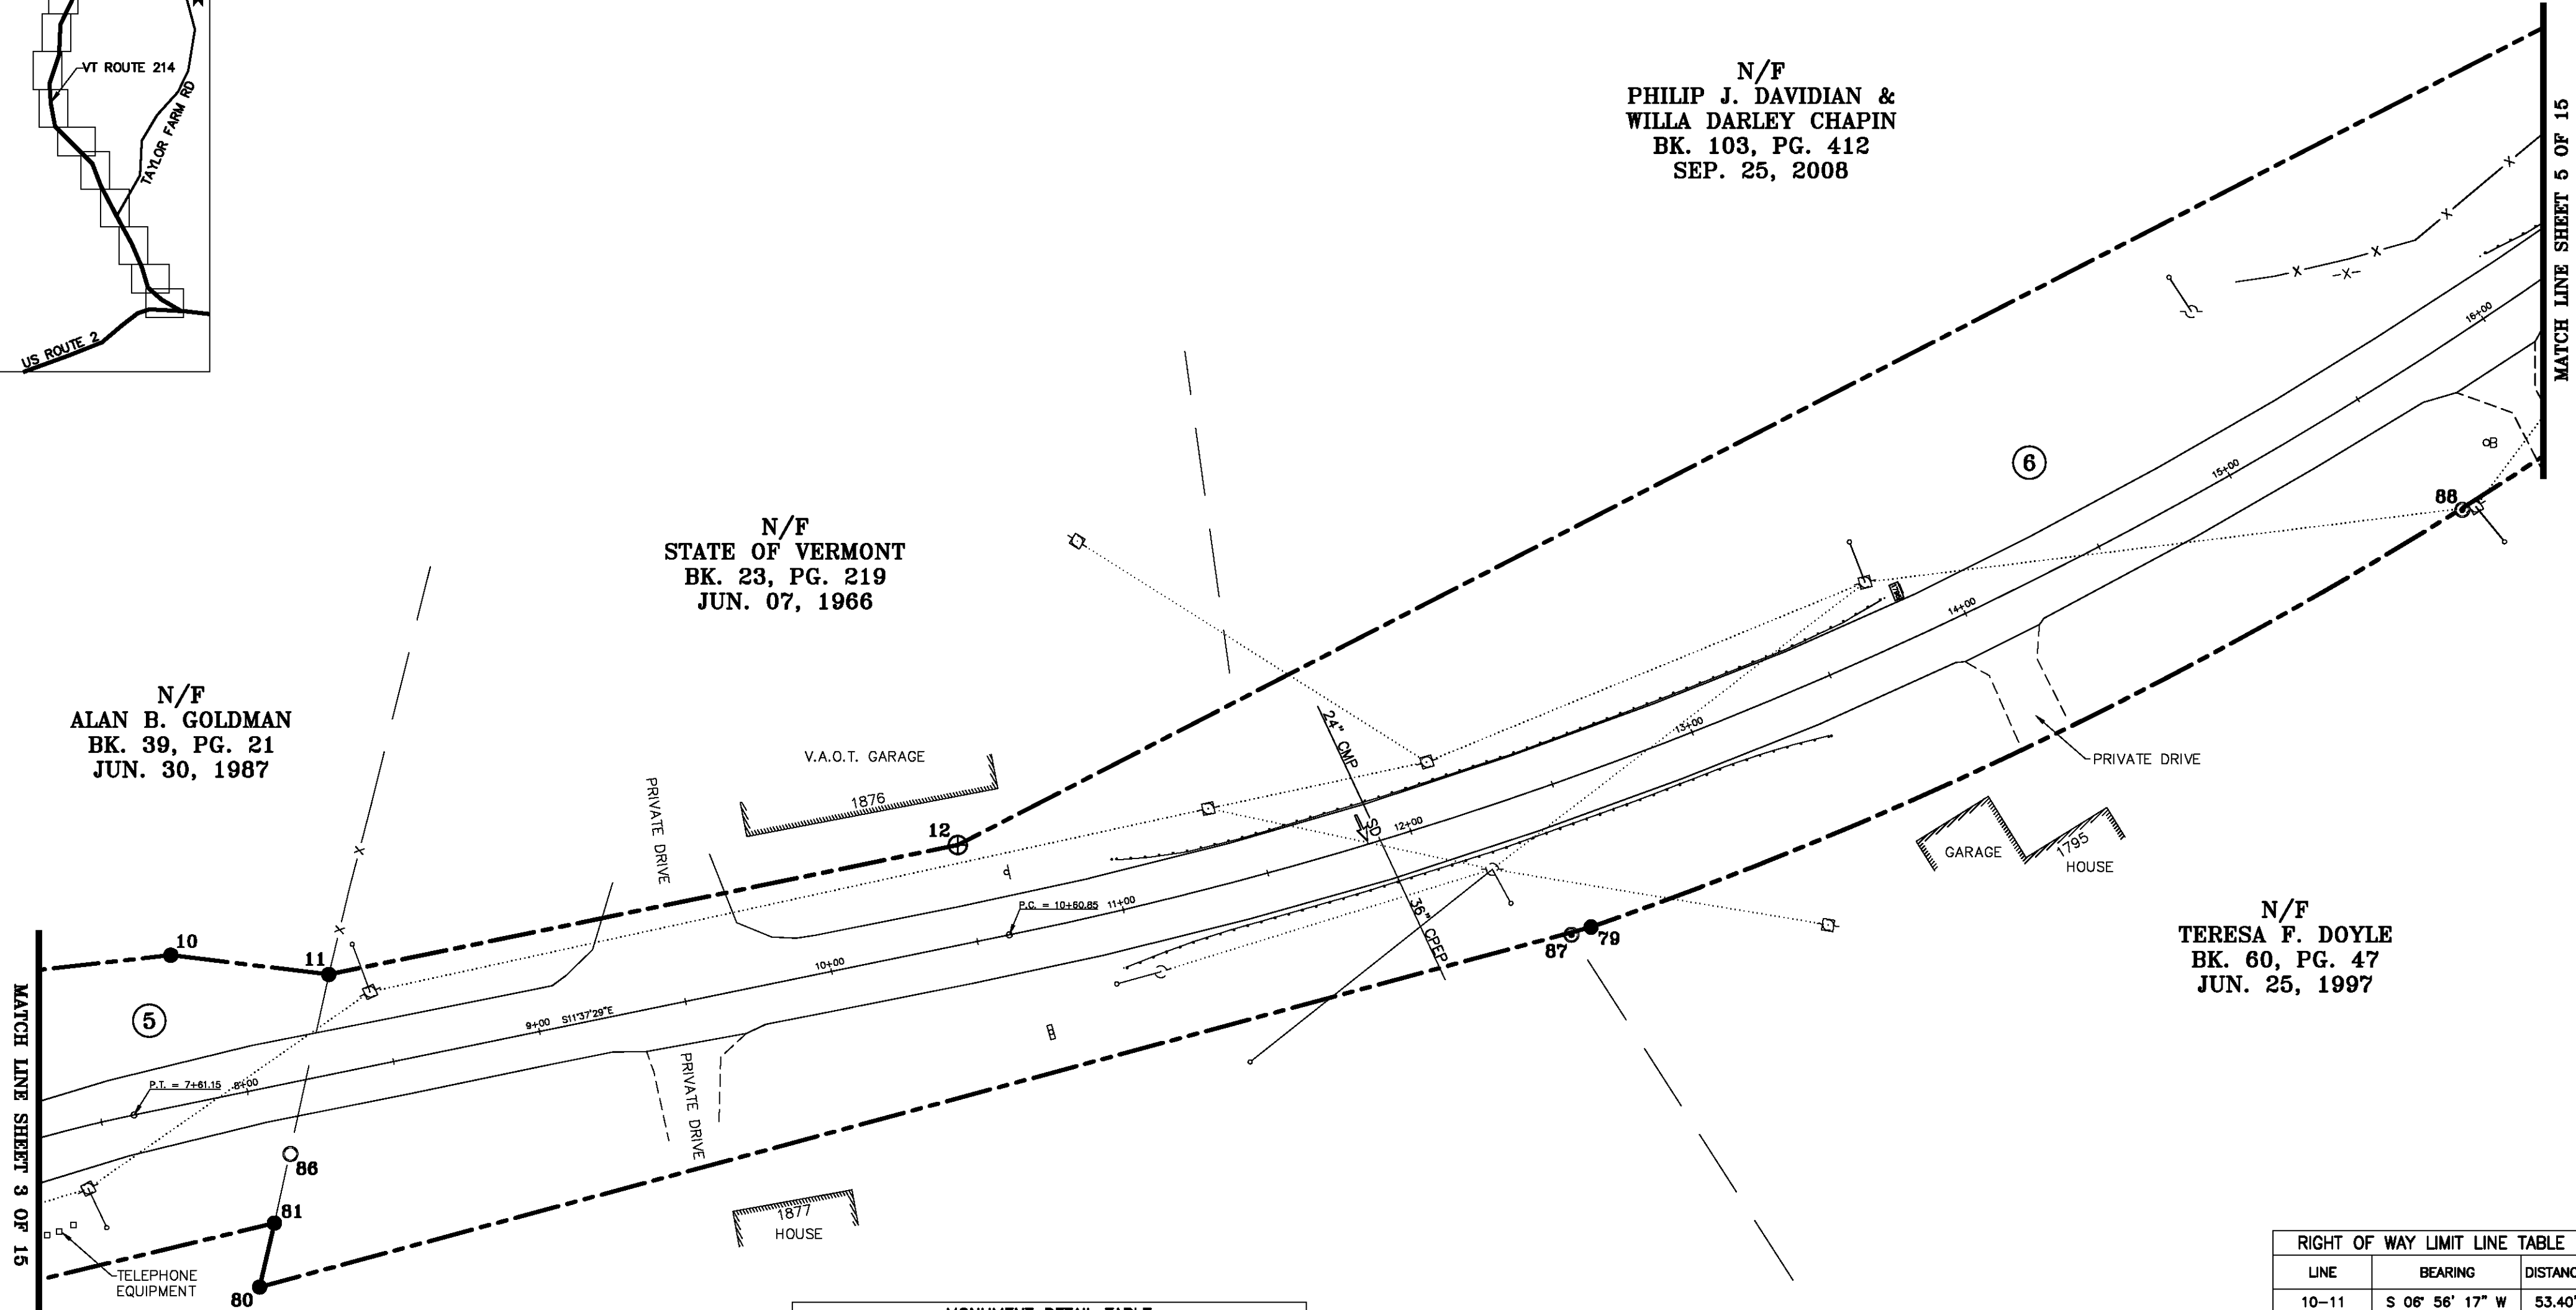 VT ROUTE 214
TAYLOR FARM RD
US ROUTE 2
N/F
PHILIP J. DAVIDIAN &
WILLA DARLEY CHAPIN
BK. 103, PG. 412
SEP. 25, 2008
MATCH LINE SHEET 5 OF 15
X
X
X
X
-X-
16+00
6
15+00
OB
88
N/F
STATE OF VERMONT
BK. 23, PG. 219
JUN. 07, 1966
14+00
N/F
ALAN B. GOLDMAN
BK. 39, PG. 21
JUN. 30, 1987
V.A.O.T. GARAGE
1876
PRIVATE DRIVE
12
24" CMP
SD
36" CPEP
13+00
12+00
PRIVATE DRIVE
GARAGE
1795
HOUSE
X
X
P.C. = 10+60.85
11+00
10
11
10+00
87
79
N/F
TERESA F. DOYLE
BK. 60, PG. 47
JUN. 25, 1997
MATCH LINE SHEET 3 OF 15
5
9+00
S11°37'29"E
P.T. = 7+61.15
8+00
PRIVATE DRIVE
86
81
1877
HOUSE
TELEPHONE
EQUIPMENT
80
MONUMENT DETAIL TABLE
RIGHT OF WAY LIMIT LINE TABLE
LINE BEARING
10-11 S 06° 56' 17" W 53.40'